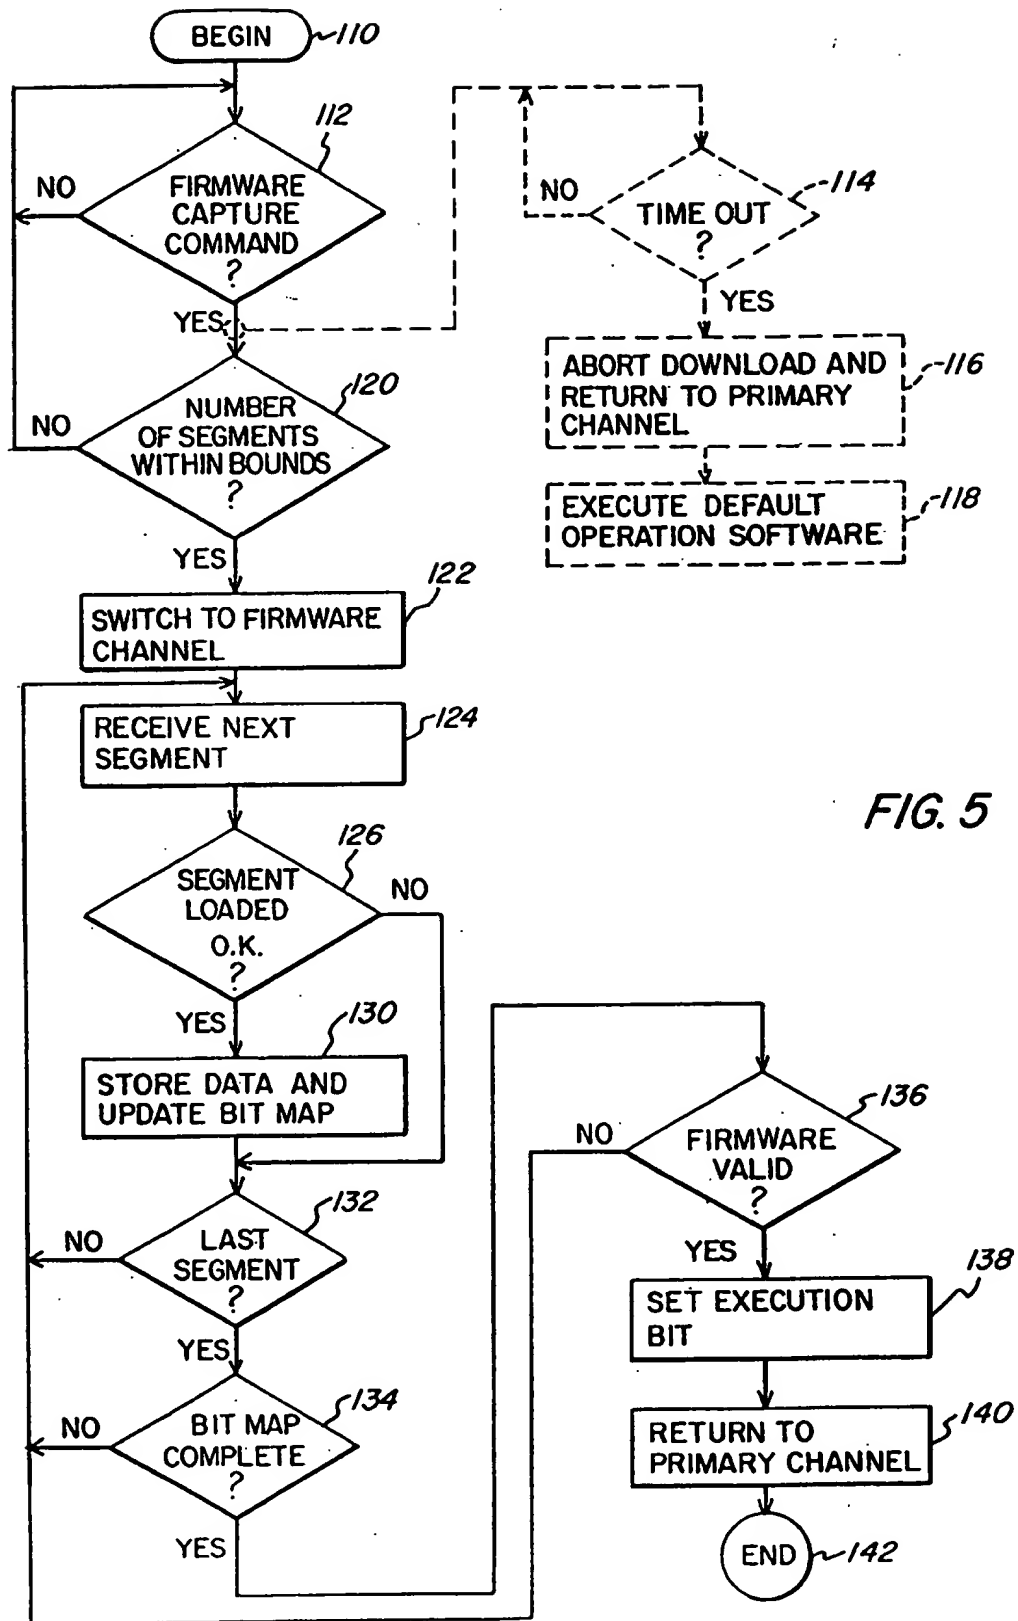 BEGIN
110
112
FIRMWARE
CAPTURE
COMMAND
?
NO
YES
114
TIME OUT
?
NO
YES
ABORT DOWNLOAD AND
RETURN TO PRIMARY
CHANNEL
116
EXECUTE DEFAULT
OPERATION SOFTWARE
118
120
NUMBER
OF SEGMENTS
WITHIN BOUNDS
?
NO
YES
122
SWITCH TO FIRMWARE
CHANNEL
RECEIVE NEXT
SEGMENT
124
FIG. 5
126
SEGMENT
LOADED
O.K.
?
NO
YES
130
STORE DATA AND
UPDATE BIT MAP
132
LAST
SEGMENT
?
NO
YES
134
BIT MAP
COMPLETE
?
NO
YES
136
FIRMWARE
VALID
?
NO
YES
138
SET EXECUTION
BIT
140
RETURN TO
PRIMARY CHANNEL
END
142